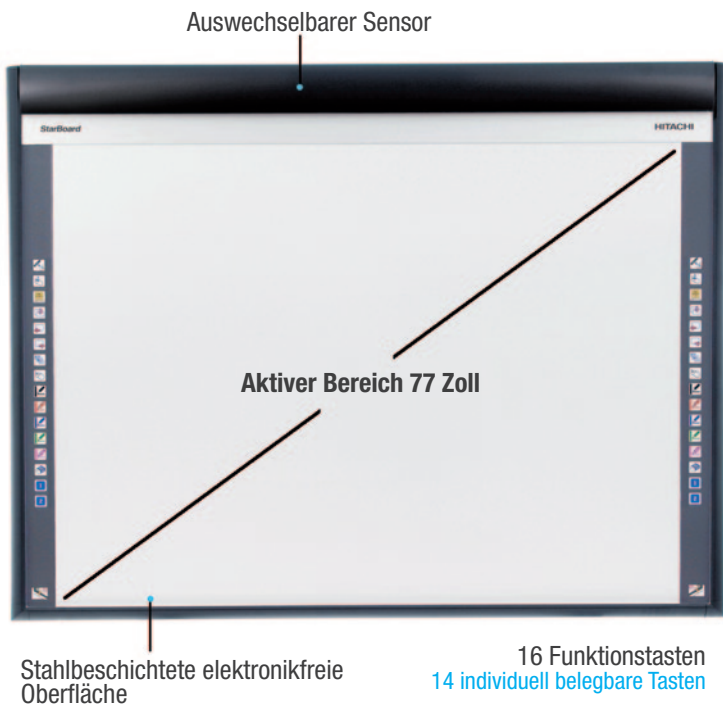 Auswechselbarer Sensor
StarBoard
HITACHI
Aktiver Bereich 77 Zoll
Stahlbeschichtete elektronikfreie
Oberfläche
16 Funktionstasten
14 individuell belegbare Tasten